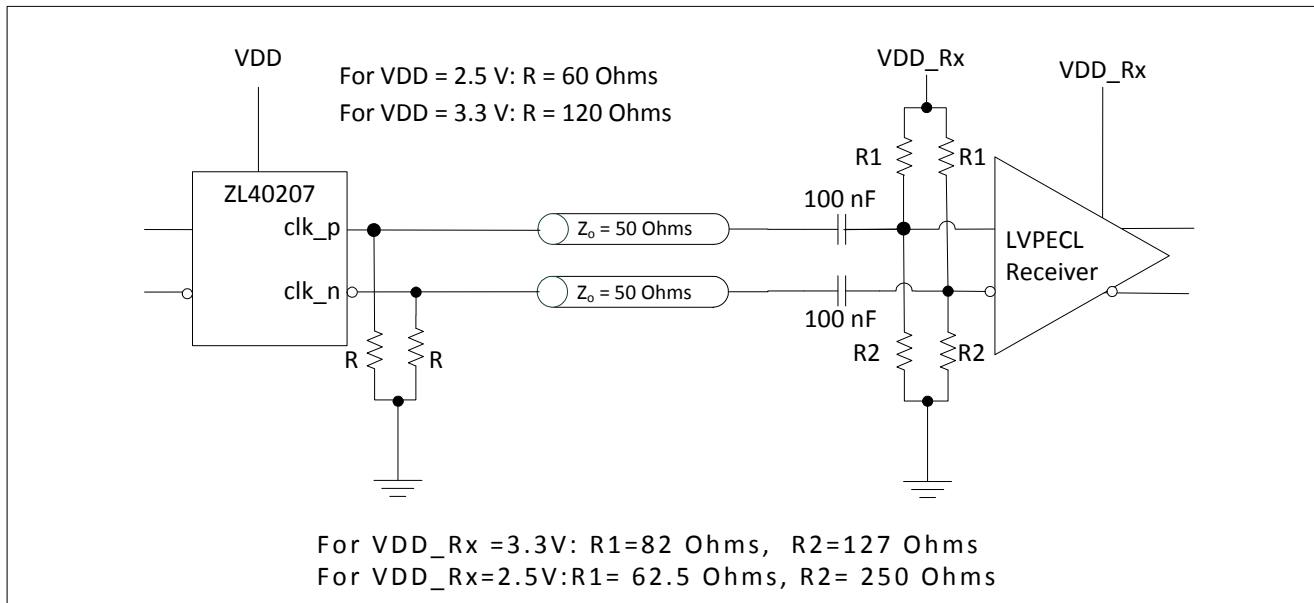 VDD
For VDD = 2.5 V: R = 60 Ohms
For VDD = 3.3 V: R = 120 Ohms
VDD_Rx
VDD_Rx
R1
R1
ZL40207
100 nF
clk_p
Zo = 50 Ohms
LVPECL
Receiver
clk_n
Zo = 50 Ohms
100 nF
R
R
R2
R2
For VDD_Rx =3.3V: R1=82 Ohms, R2=127 Ohms
For VDD_Rx=2.5V:R1= 62.5 Ohms, R2= 250 Ohms